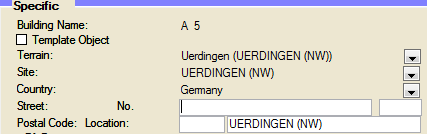 Specific
Building Name: A 5
Template Object
Terrain: Uerdingen (UERDINGEN (NW))
Site: UERDINGEN (NW)
Country: Germany
Street: No.
Postal Code: Location: UERDINGEN (NW)